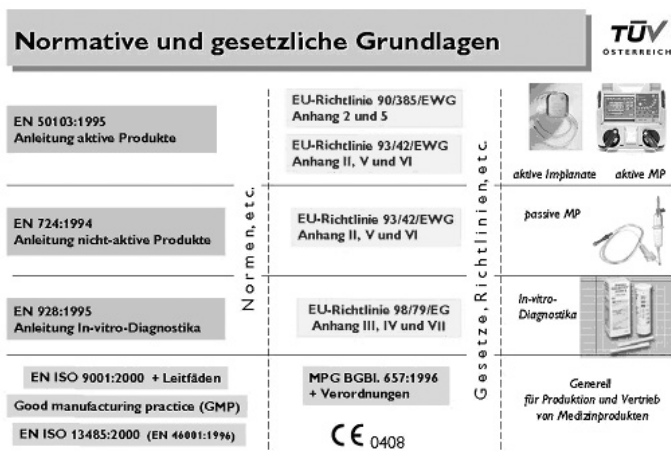 Normative und gesetzliche Grundlagen
TÜV
ÖSTERREICH
EN 50103:1995
Anleitung aktive Produkte
EU-Richtlinie 90/385/EWG
Anhang 2 und 5
EU-Richtlinie 93/42/EWG
Anhang II, V und VI
aktive Implanate
aktive MP
EN 724:1994
Anleitung nicht-aktive Produkte
Normen,etc.
EU-Richtlinie 93/42/EWG
Anhang II, V und VI
Gesetze,Richtlinien,etc.
passive MP
EN 928:1995
Anleitung In-vitro-Diagnostika
EU-Richtlinie 98/79/EG
Anhang III, IV und VII
In-vitro-
Diagnostika
EN ISO 9001:2000 + Leitfäden
Good manufacturing practice (GMP)
EN ISO 13485:2000 (EN 46001:1996)
MPG BGBl. 657:1996
+ Verordnungen
CE 0408
Generell
für Produktion und Vertrieb
von Medizinprodukten